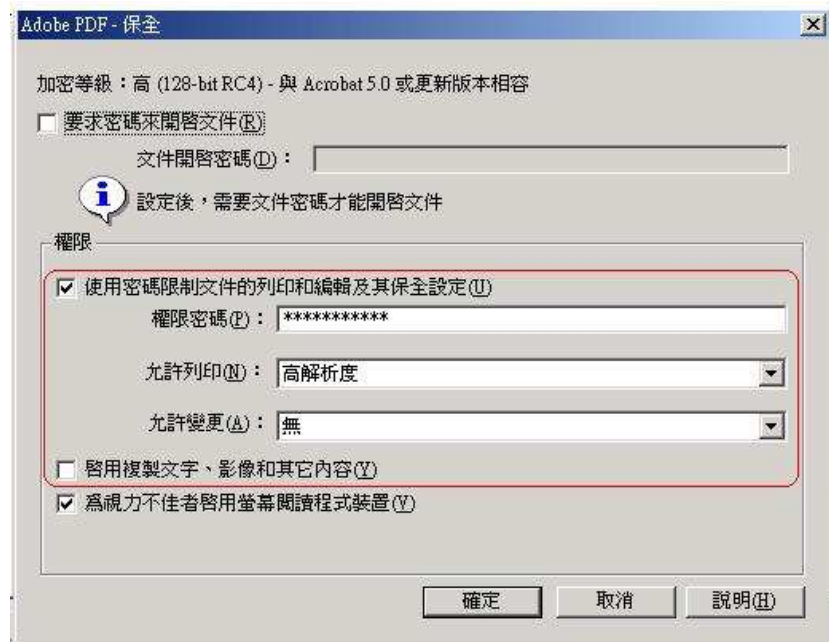 Adobe PDF - 保全
加密等級：高 (128-bit RC4) - 與 Acrobat 5.0 或更新版本相容
要求密碼來開啓文件(R)
文件開啓密碼(D)：
設定後，需要文件密碼才能開啓文件
權限
使用密碼限制文件的列印和編輯及其保全設定(U)
權限密碼(P)： ***********
允許列印(N)： 高解析度
允許變更(A)： 無
啓用複製文字、影像和其它內容(Y)
爲視力不佳者啓用螢幕閱讀程式裝置(V)
確定 取消 說明(H)